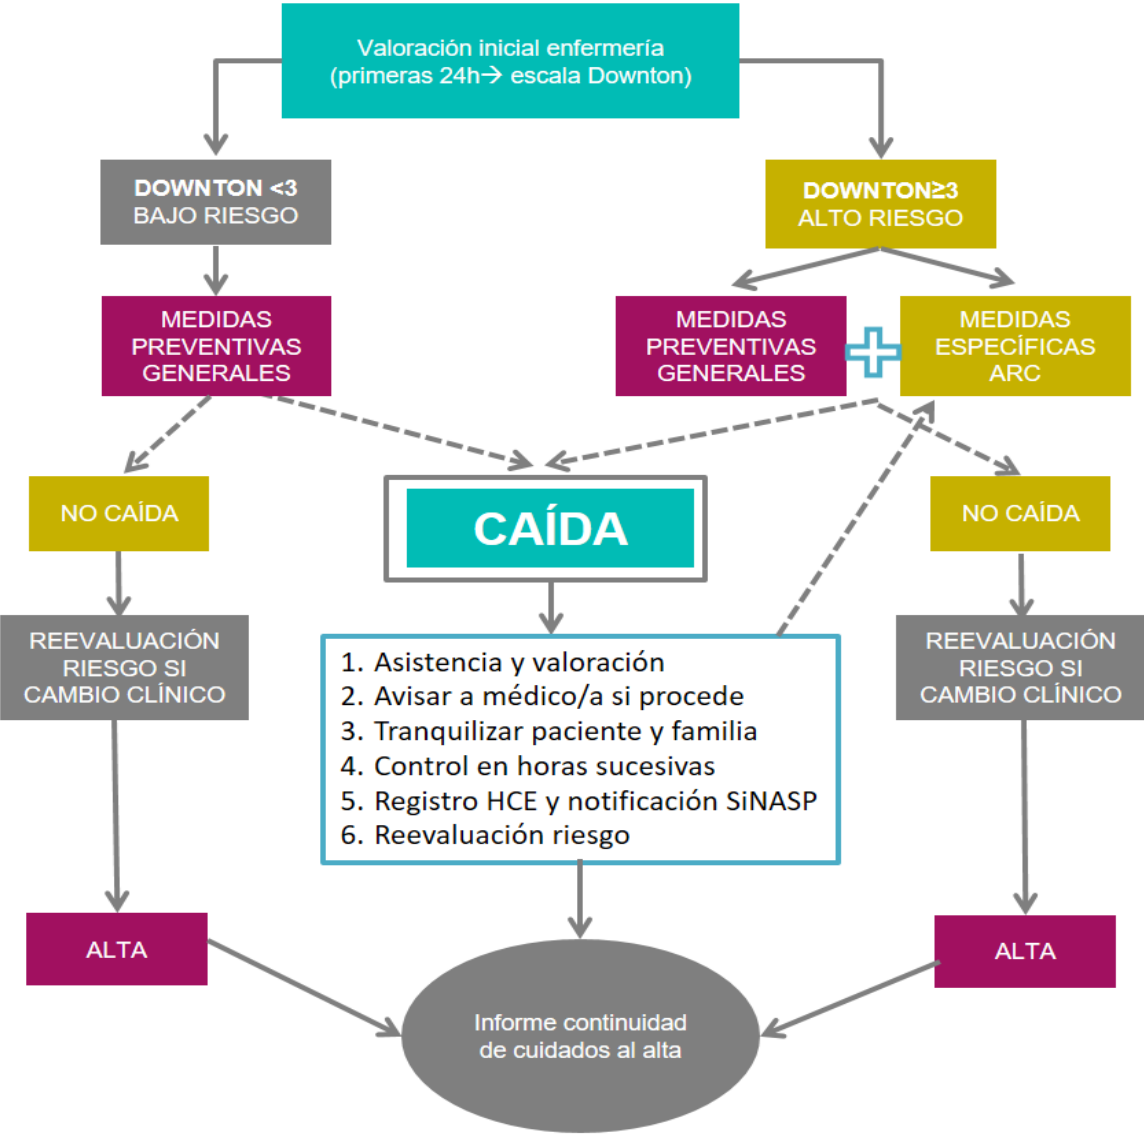 Valoración inicial enfermería
(primeras 24h→ escala Downton)
DOWNTON <3
BAJO RIESGO
DOWNTON≥3
ALTO RIESGO
MEDIDAS
PREVENTIVAS
GENERALES
MEDIDAS
PREVENTIVAS
GENERALES
MEDIDAS
ESPECÍFICAS
ARC
NO CAÍDA
CAÍDA
NO CAÍDA
REEVALUACIÓN
RIESGO SI
CAMBIO CLÍNICO
1. Asistencia y valoración
2. Avisar a médico/a si procede
3. Tranquilizar paciente y familia
4. Control en horas sucesivas
5. Registro HCE y notificación SiNASP
6. Reevaluación riesgo
REEVALUACIÓN
RIESGO SI
CAMBIO CLÍNICO
ALTA
ALTA
Informe continuidad
de cuidados al alta